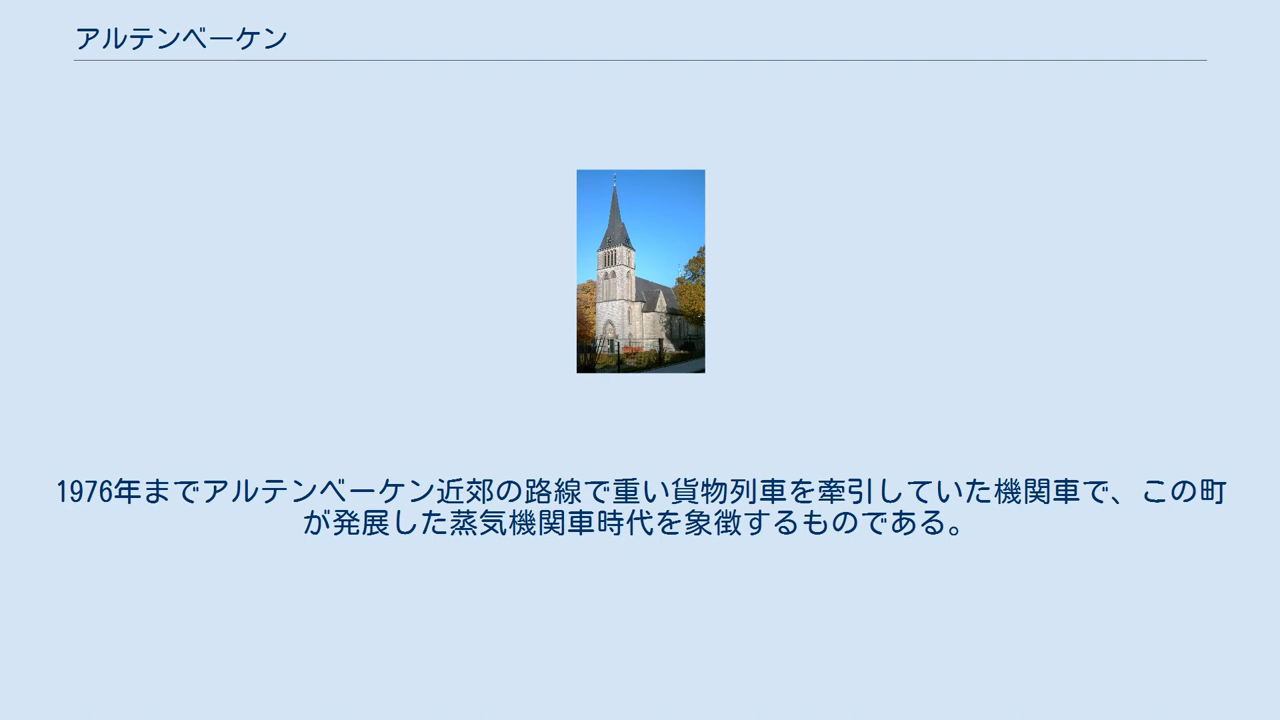 アルテンベーケン
1976年までアルテンベーケン近郊の路線で重い貨物列車を牽引していた機関車で、この町
が発展した蒸気機関車時代を象徴するものである。